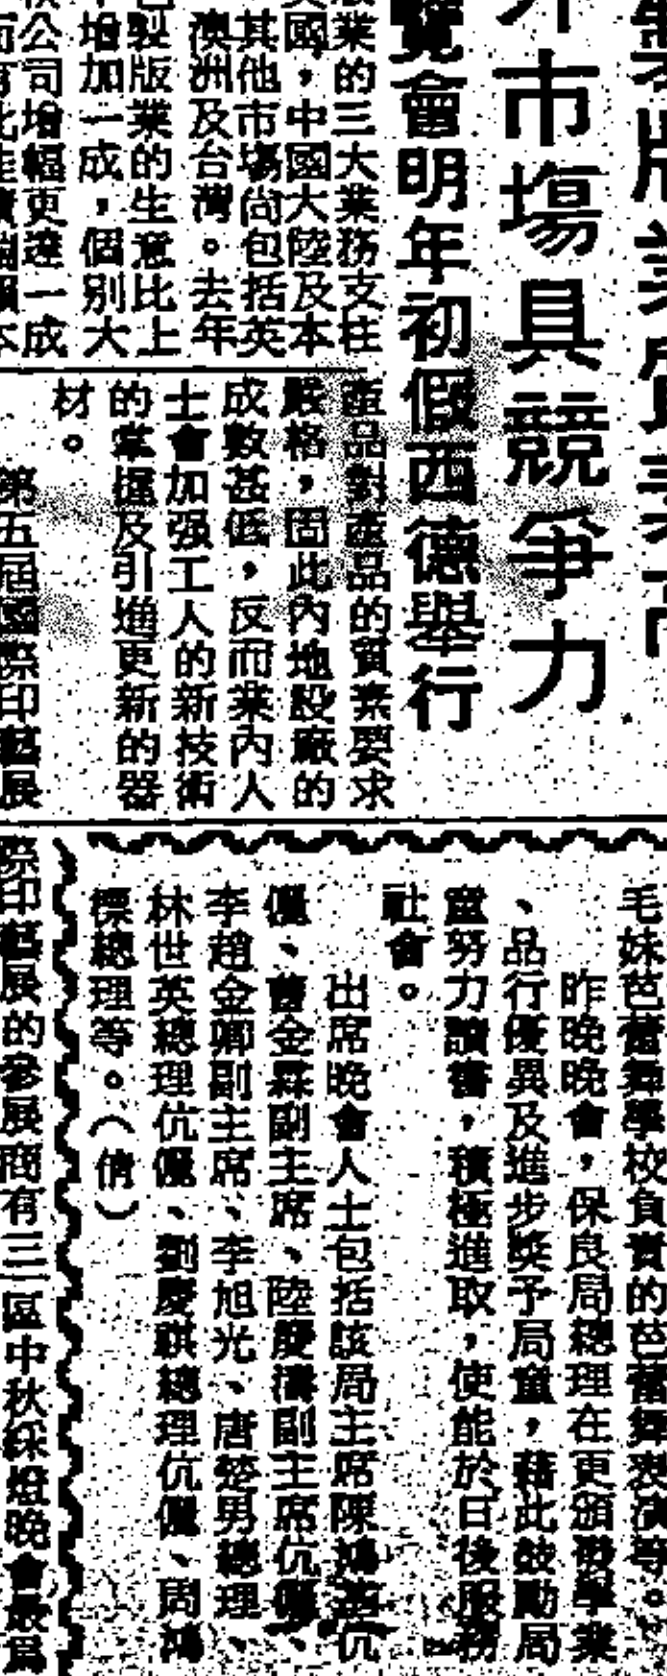 市場具競爭力
覽會明年初假西德舉行
業的三大業務支柱
國，中國大陸及本
其他市場尚包括英
澳洲及台灣。去年
製版業的生意比上
增加一成，個別大
公司增幅更達一成
產品對產品的質素要求
嚴格，固此內地設廠的
成數甚低，反而業內人
士會加强工人的新技術
的掌握及引進更新的器
材。
第五屆國際印藝展
毛妹芭蕾舞學校負責的芭蕾舞表演等。
昨晚晚會，保良局總理在更頒發學業
、品行優異及進步獎予局童，藉此鼓勵局
童努力讀書，積極進取，使能於日後服務
社會。
出席晚會人士包括該局主席陳鴻 伉
儷、曹金霖副主席、陸慶濤副主席伉儷、
李趙金卿副主席、李旭光、唐楚男總理、
林世英總理伉儷、劉慶祺總理伉儷、周鴻
標總理等。（倩）
際印藝展的參展商有三
區中秋綵燈晚會最爲